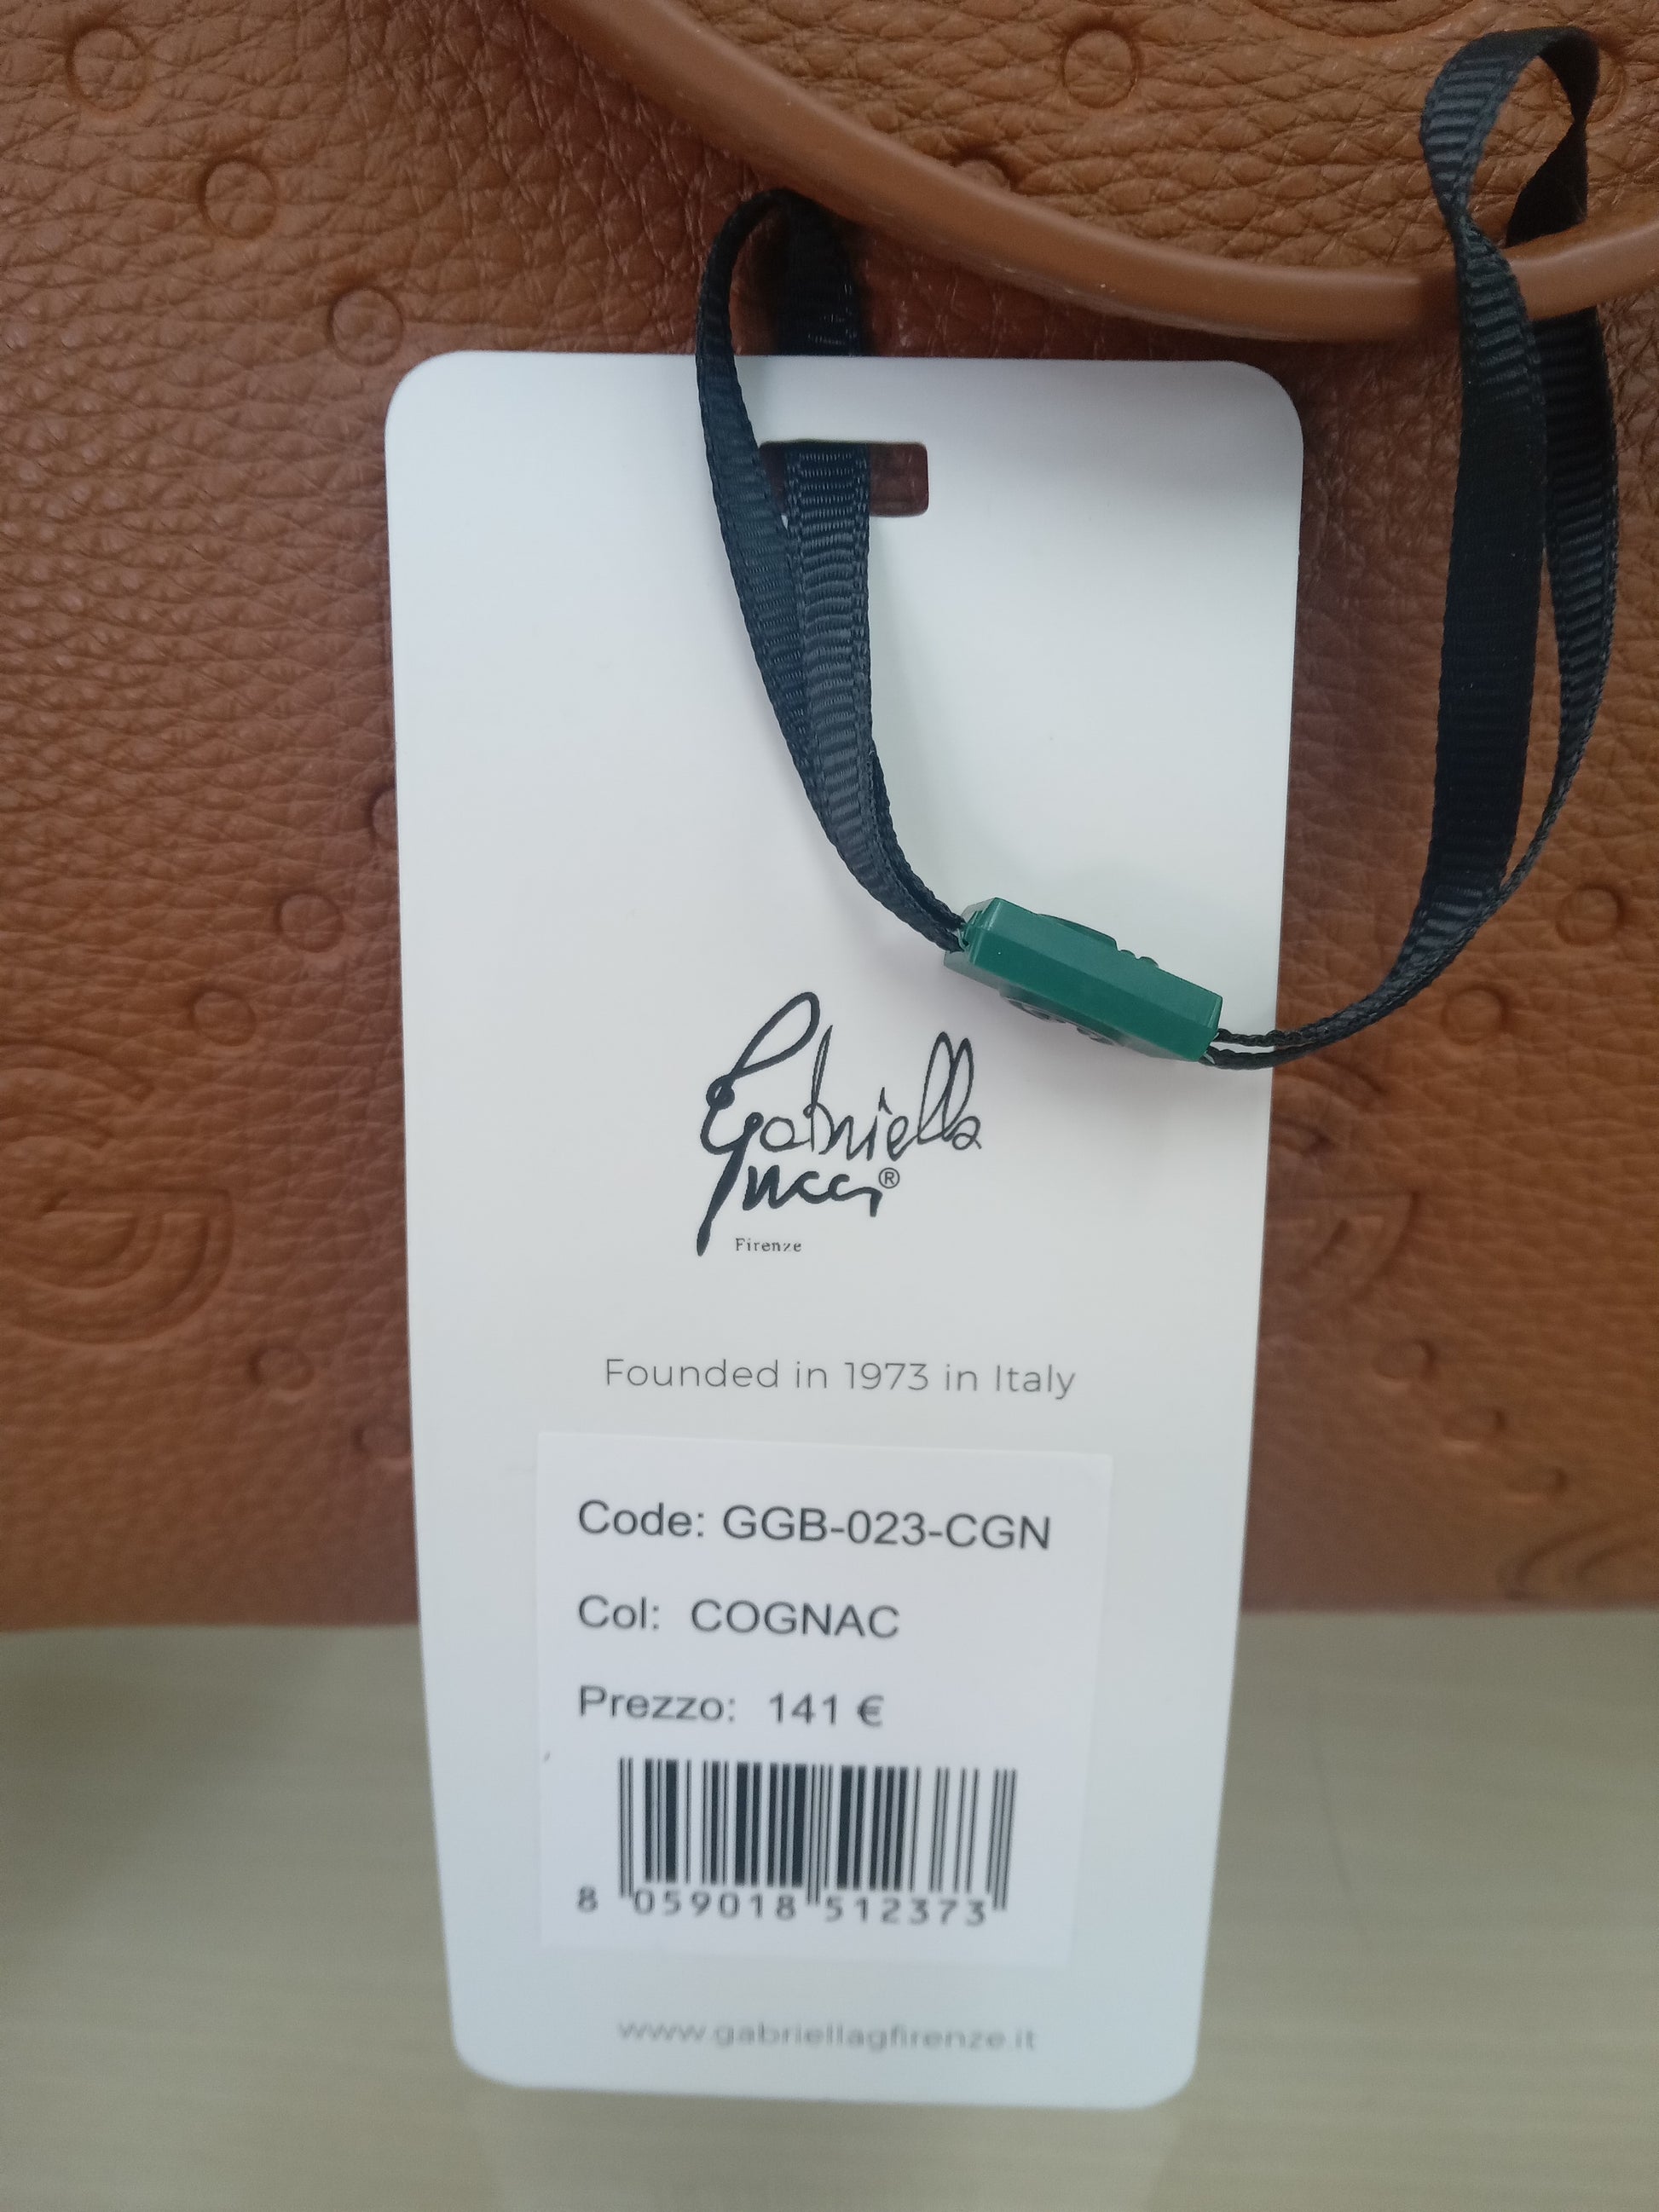 Gabriella
Gucci®
Firenze
Founded in 1973 in Italy
Code: GGB-023-CGN
Col: COGNAC
Prezzo: 141 €
8 059018 512373
www.gabriellagfirenze.it